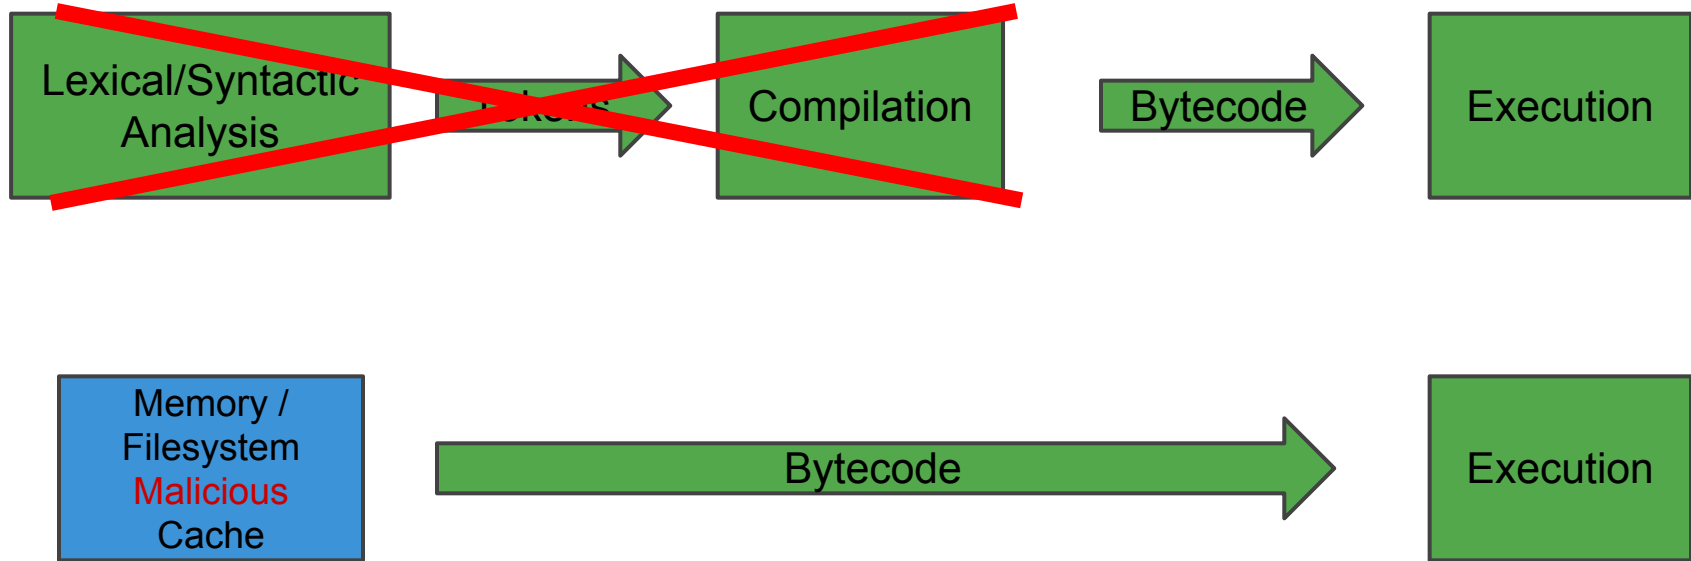 Lexical/Syntactic
Analysis
Compilation
Bytecode
Execution
Memory /
Filesystem
Malicious
Cache
Bytecode
Execution